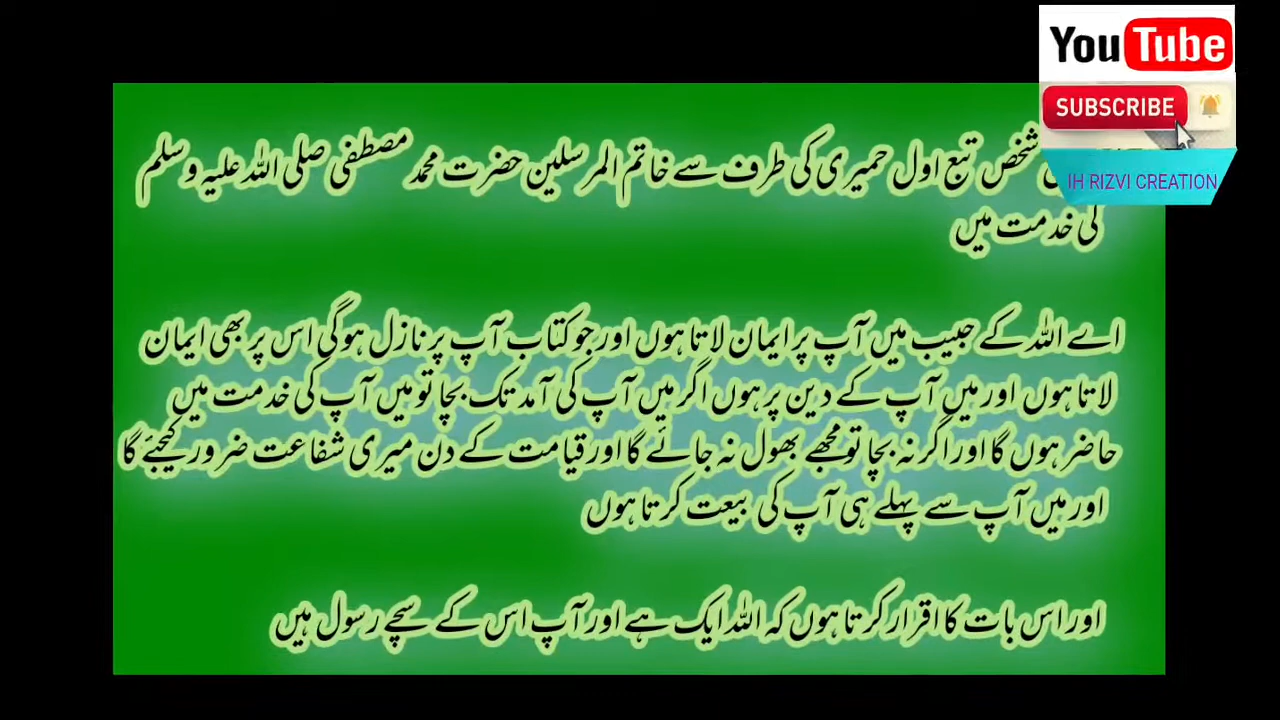 YouTube
SUBSCRIBE
IH RIZVI CREATION
شخص تبع اول حمیری کی طرف سے خاتم المرسلین حضرت محمد مصطفی صلی اللہ علیہ وسلم
کی خدمت میں
اے اللہ کے حبیب میں آپ پر ایمان لاتا ہوں اور جو کتاب آپ پر نازل ہوگی اس پر بھی ایمان
لاتا ہوں اور میں آپ کے دین پر ہوں اگر میں آپ کی آمد تک بچا تو میں آپ کی خدمت میں
حاضر ہوں گا اور اگر نہ بچا تو مجھے بھول نہ جائے گا اور قیامت کے دن میری شفاعت ضرور کیجئے گا
اور میں آپ سے پہلے ہی آپ کی بیعت کرتا ہوں
اور اس بات کا اقرار کرتا ہوں کہ اللہ ایک ہے اور آپ اس کے سچے رسول ہیں